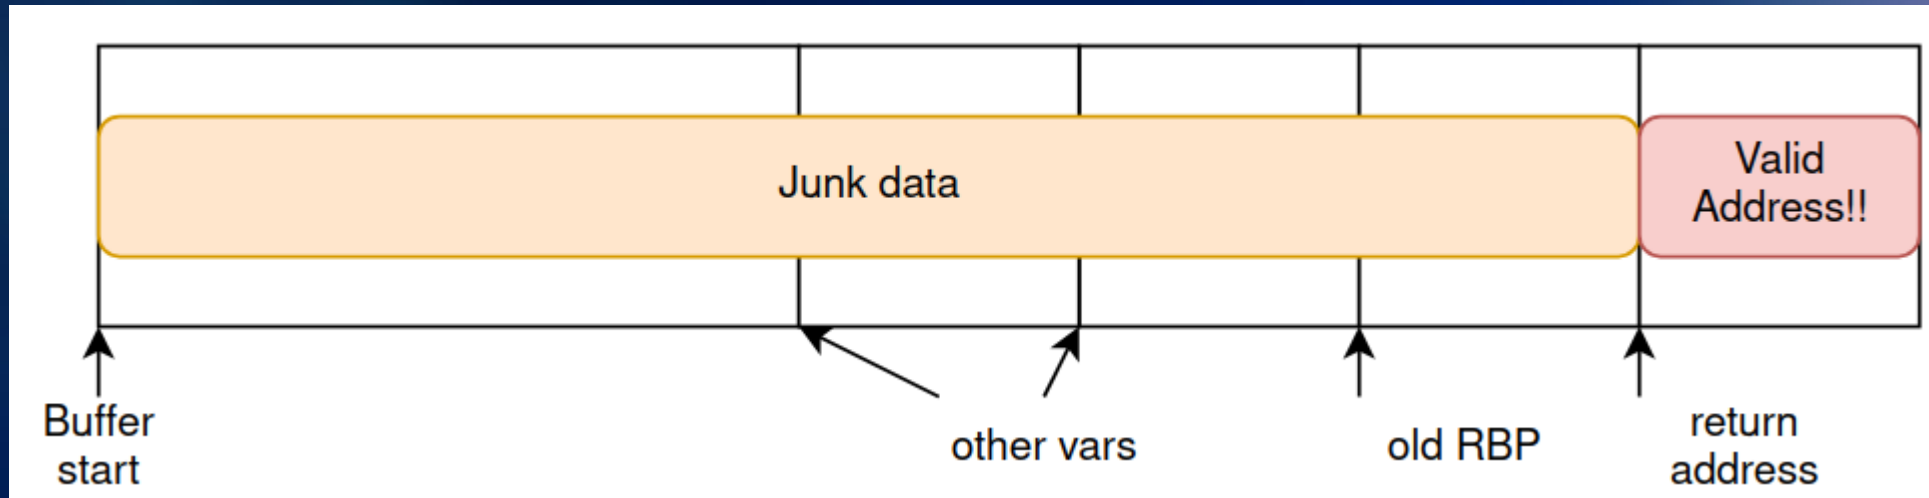 Junk data
Valid
Address!!
Buffer
start
other vars
old RBP
return
address